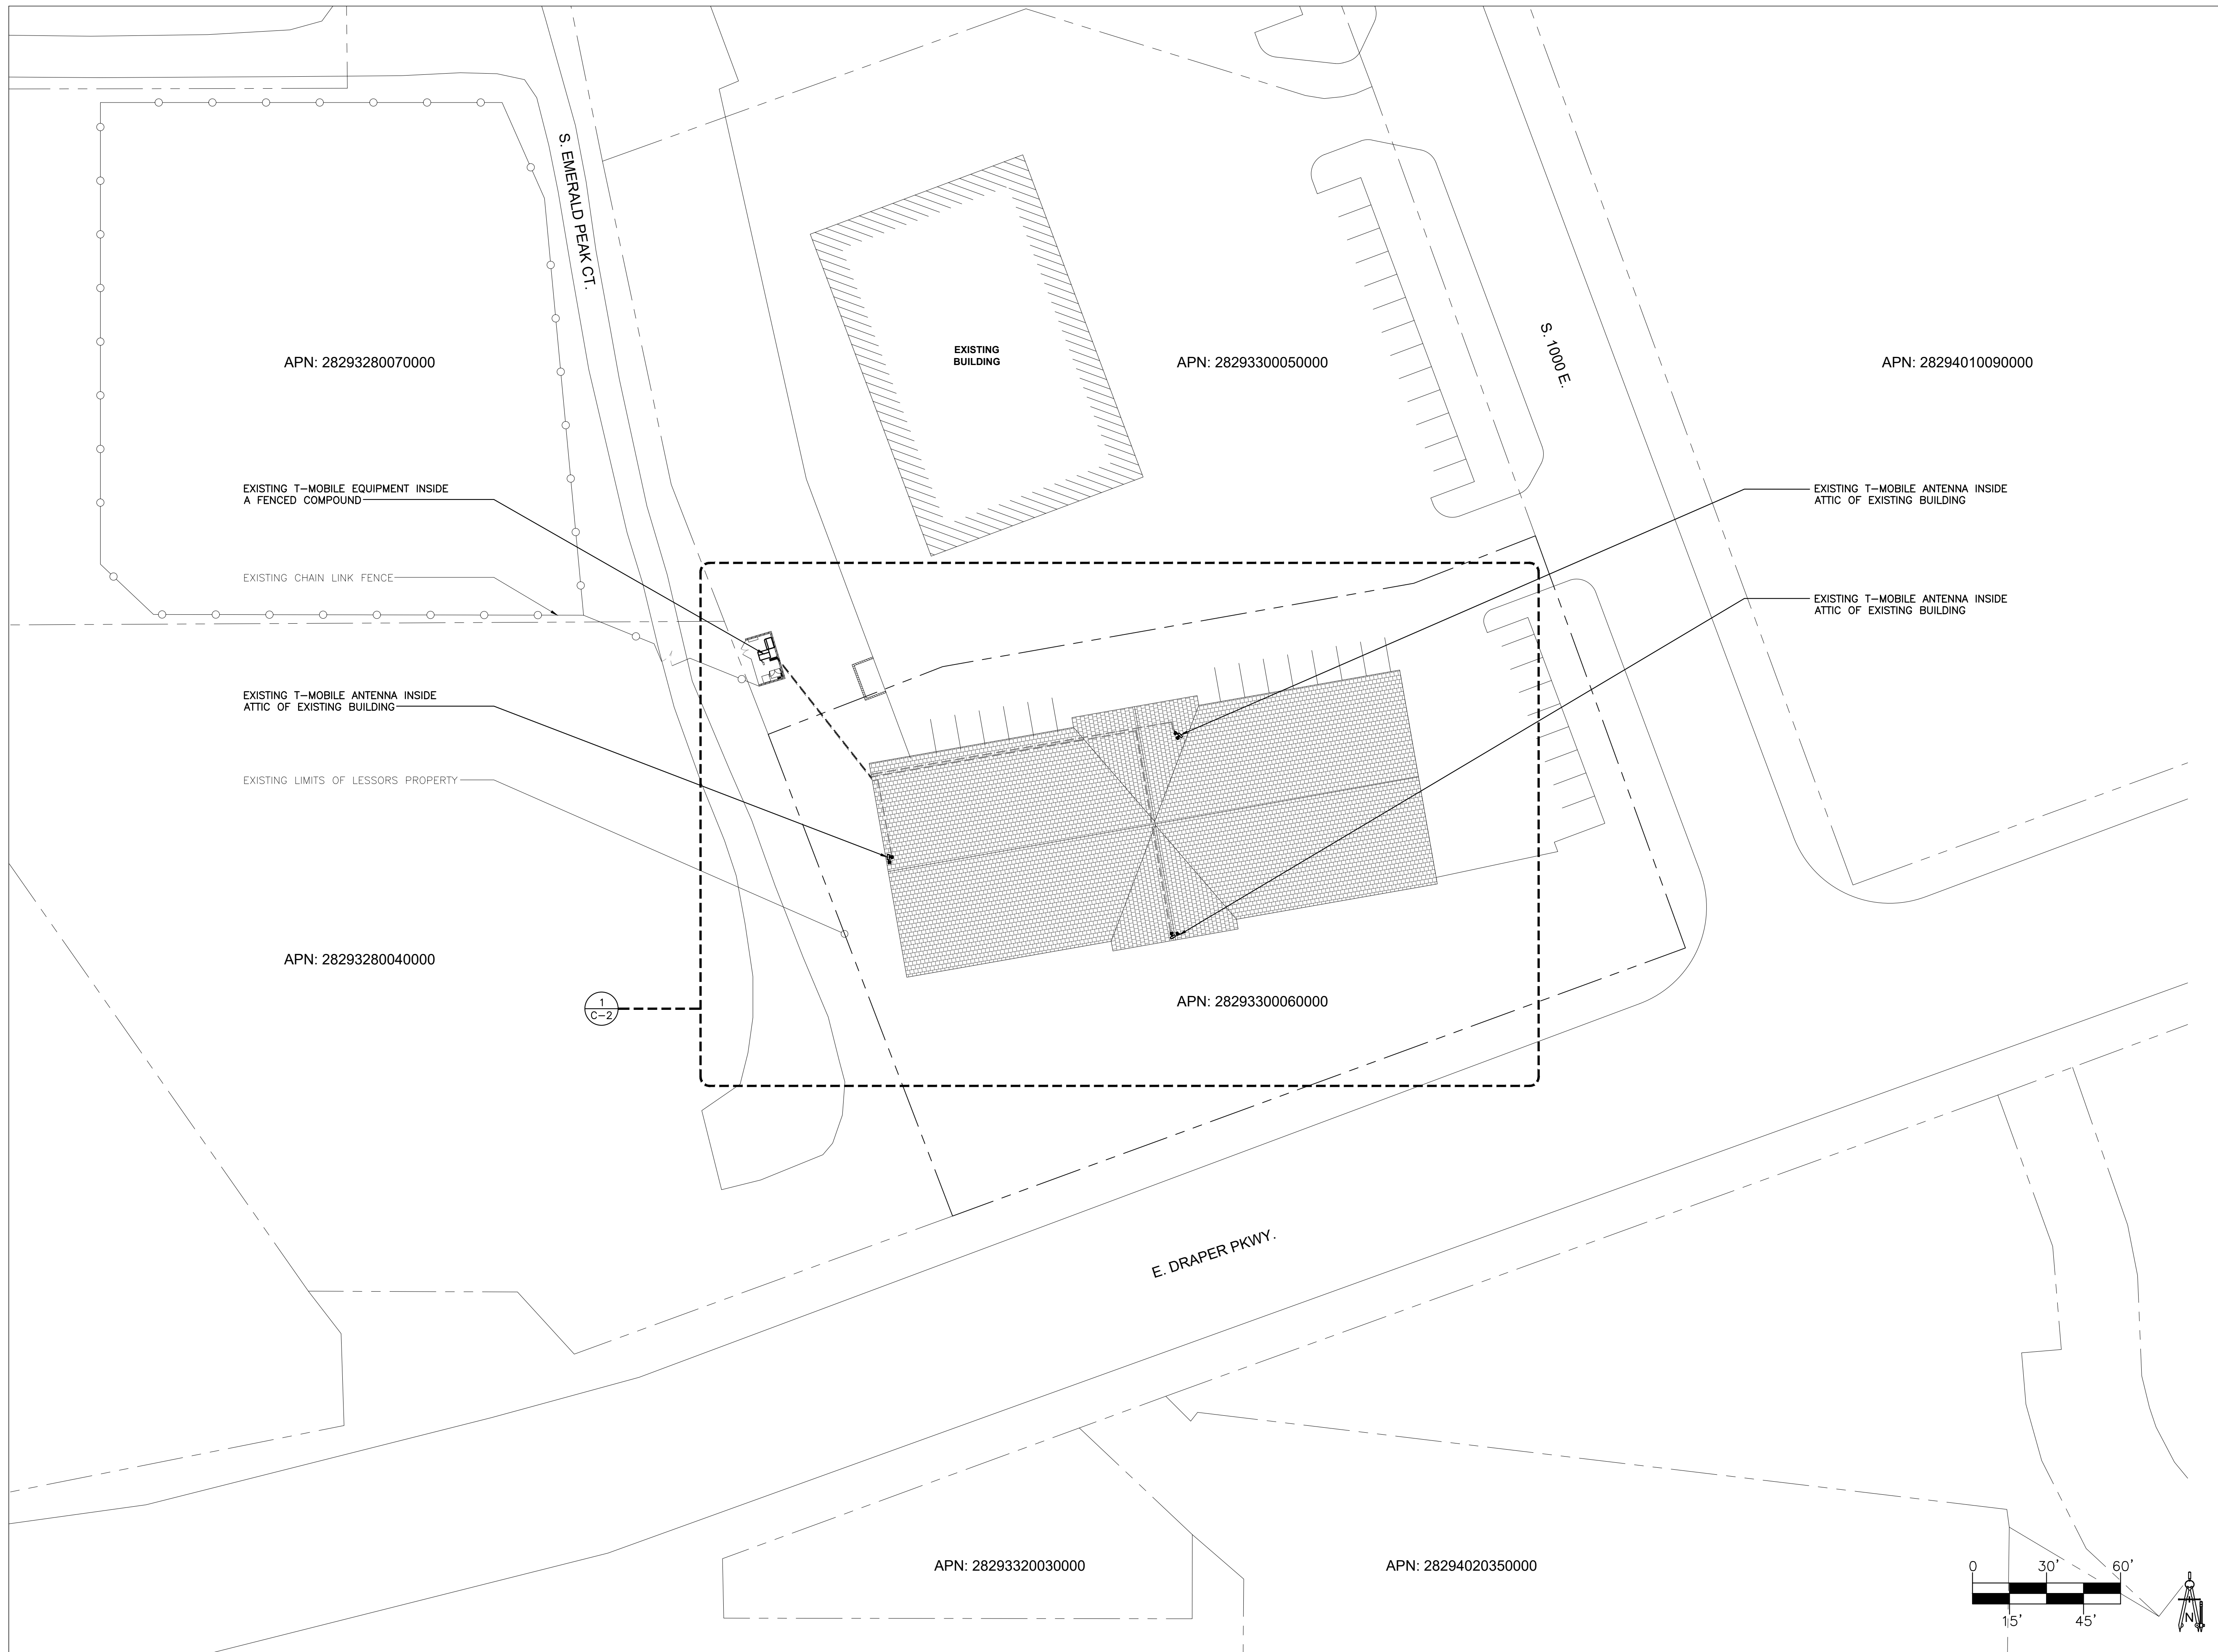 S. EMERALD PEAK CT.
S. 1000 E.
APN: 28293280070000
EXISTING
BUILDING
APN: 28293300050000
APN: 28294010090000
EXISTING T-MOBILE EQUIPMENT INSIDE
A FENCED COMPOUND
EXISTING T-MOBILE ANTENNA INSIDE
ATTIC OF EXISTING BUILDING
EXISTING CHAIN LINK FENCE
EXISTING T-MOBILE ANTENNA INSIDE
ATTIC OF EXISTING BUILDING
EXISTING T-MOBILE ANTENNA INSIDE
ATTIC OF EXISTING BUILDING
EXISTING LIMITS OF LESSORS PROPERTY
APN: 28293280040000
1
C-2
APN: 28293300060000
E. DRAPER PKWY.
APN: 28293320030000
APN: 28294020350000
0 30' 60'
15' 45'
N